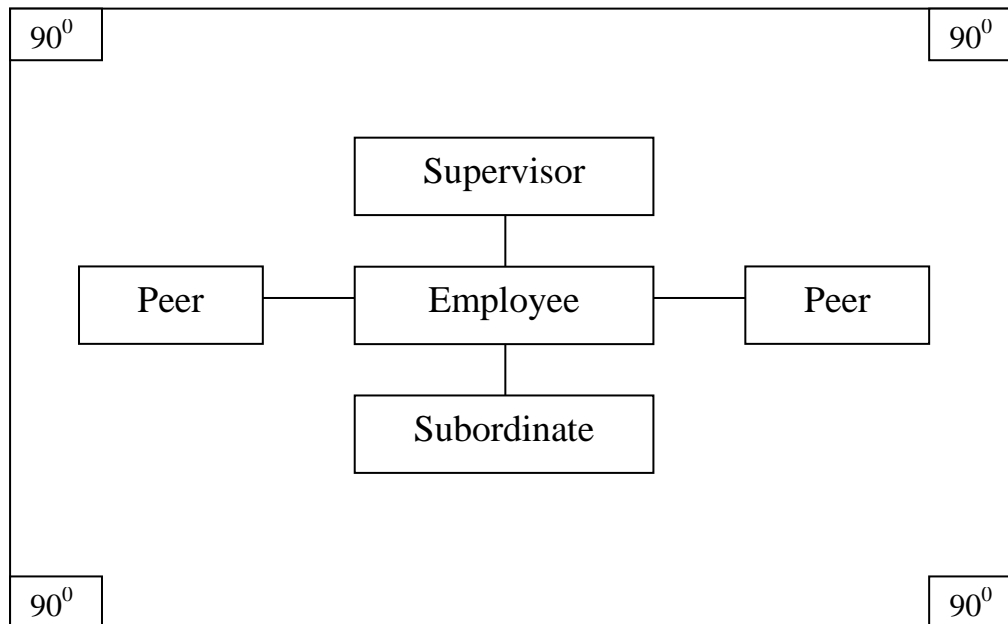 90⁰ 90⁰
Supervisor
Peer Employee Peer
Subordinate
90⁰ 90⁰